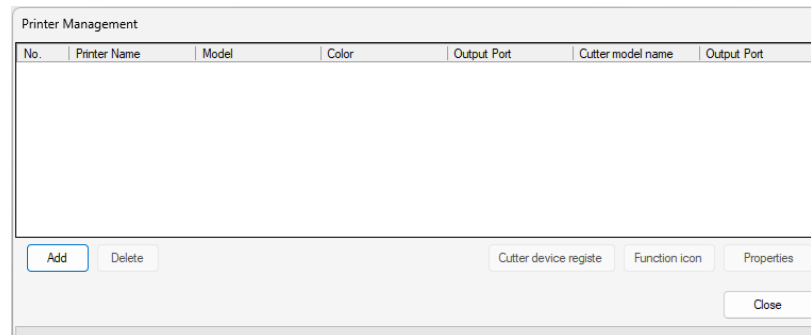 Printer Management
No. Printer Name Model Color Output Port Cutter model name Output Port
Add Delete Cutter device registe Function icon Properties
Close